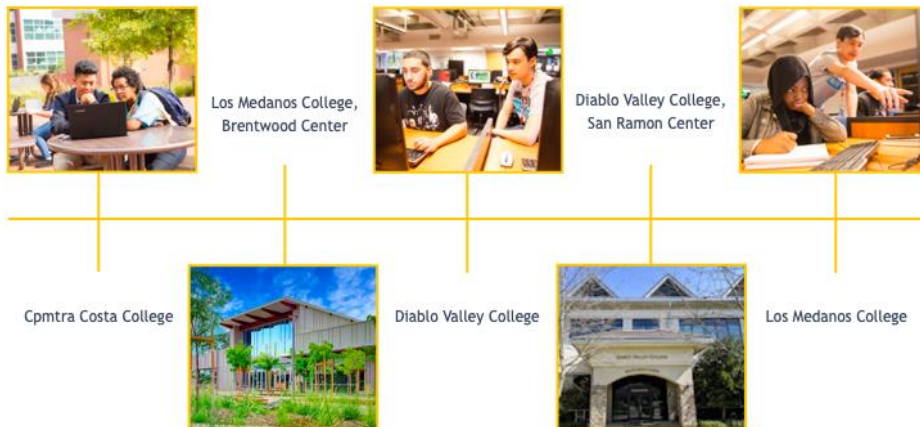 Los Medanos College,
Brentwood Center
Diablo Valley College,
San Ramon Center
Cpmtra Costa College
Diablo Valley College
Los Medanos College